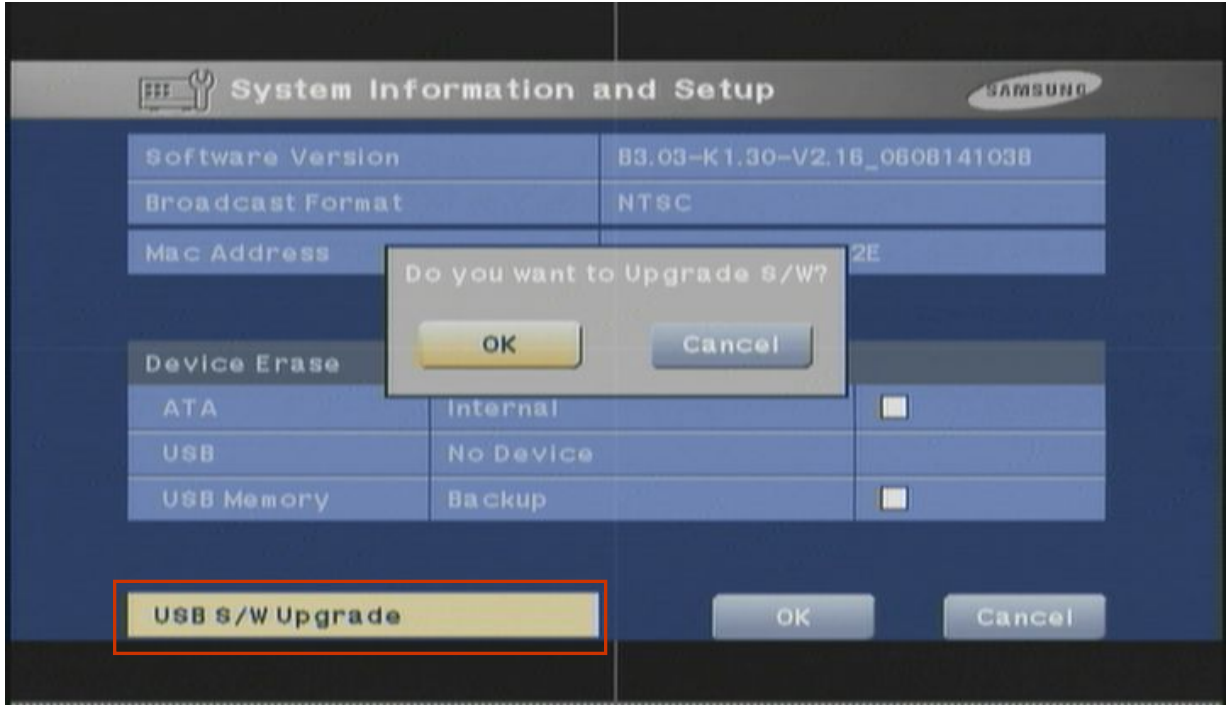 System Information and Setup
SAMSUNG
Software Version B3.03-K1.30-V2.16_0608141038
Broadcast Format NTSC
Mac Address 2E
Do you want to Upgrade S/W?
OK Cancel
Device Erase
ATA Internal
USB No Device
USB Memory Backup
USB S/W Upgrade OK Cancel